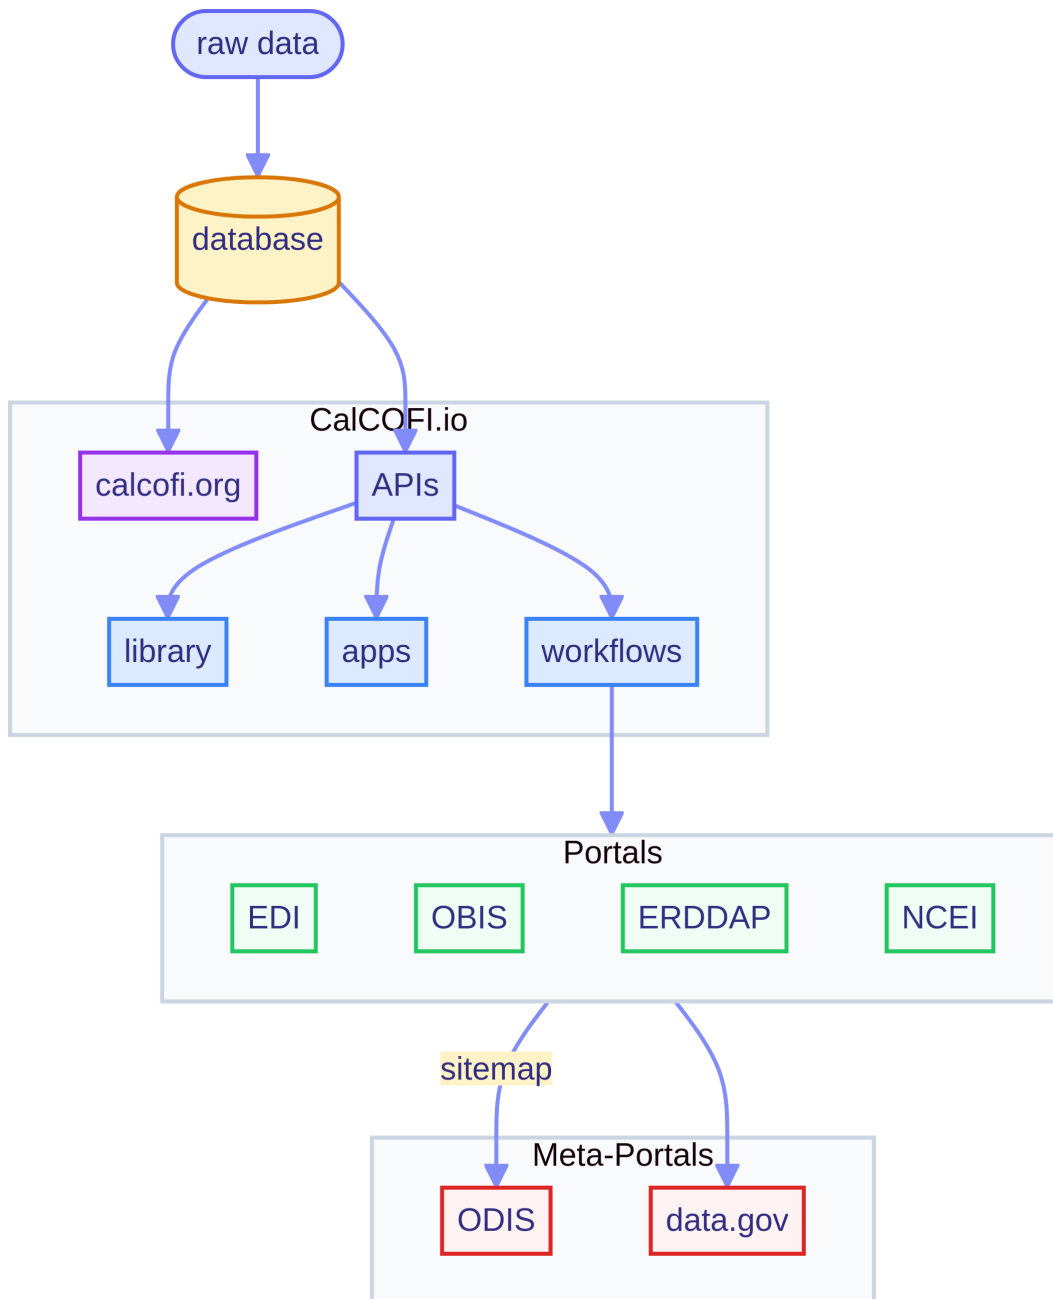 raw data
database
CalCOFI.io
calcofi.org
APIs
library
apps
workflows
Portals
EDI
OBIS
ERDDAP
NCEI
sitemap
Meta-Portals
ODIS
data.gov